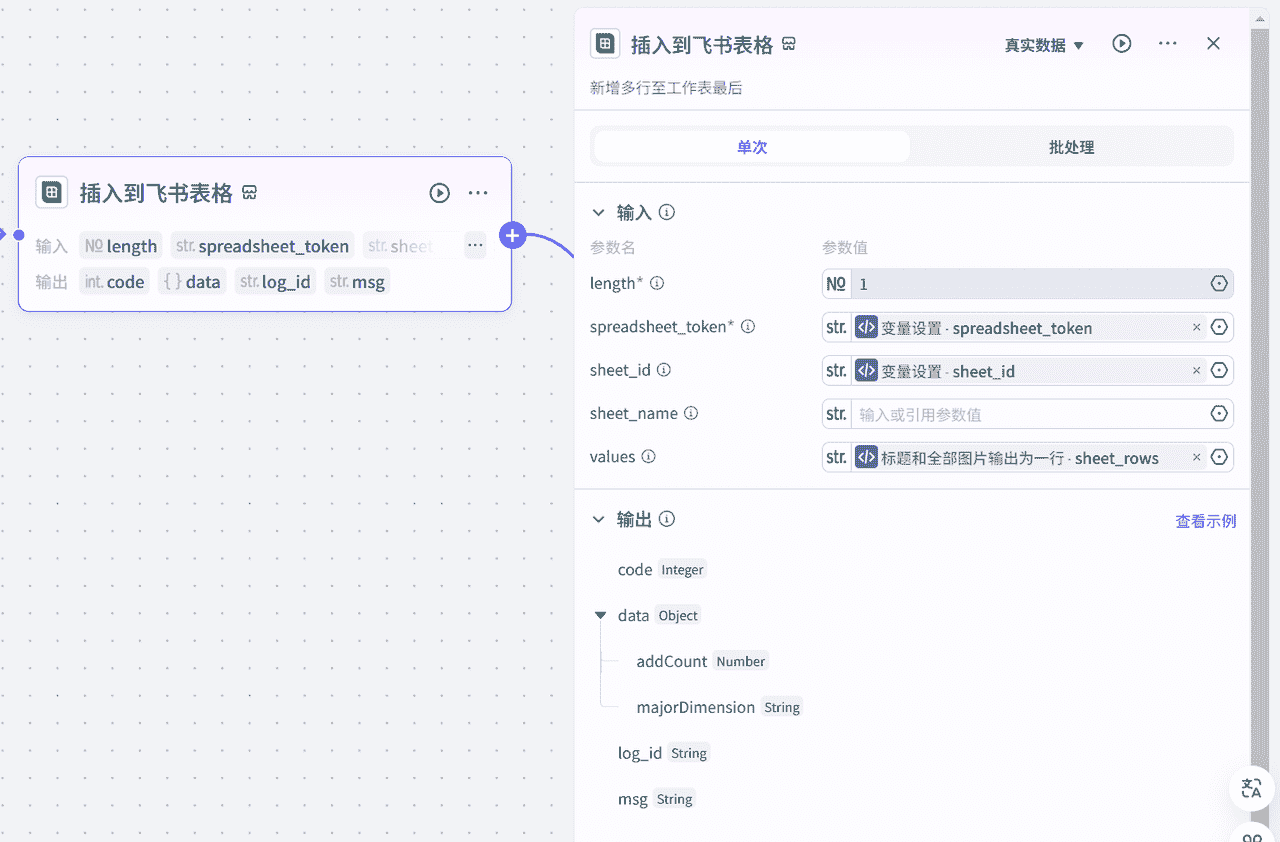 插入到飞书表格
输入 №length str.spreadsheet_token str.sheet ...
输出 int.code { }data str.log_id str.msg
插入到飞书表格 真实数据
新增多行至工作表最后
单次 批处理
输入
参数名 参数值
length* № 1
spreadsheet_token* str. </> 变量设置 · spreadsheet_token ×
sheet_id str. </> 变量设置 · sheet_id ×
sheet_name str. 输入或引用参数值
values str. </> 标题和全部图片输出为一行 · sheet_rows ×
输出 查看示例
code Integer
data Object
addCount Number
majorDimension String
log_id String
msg String